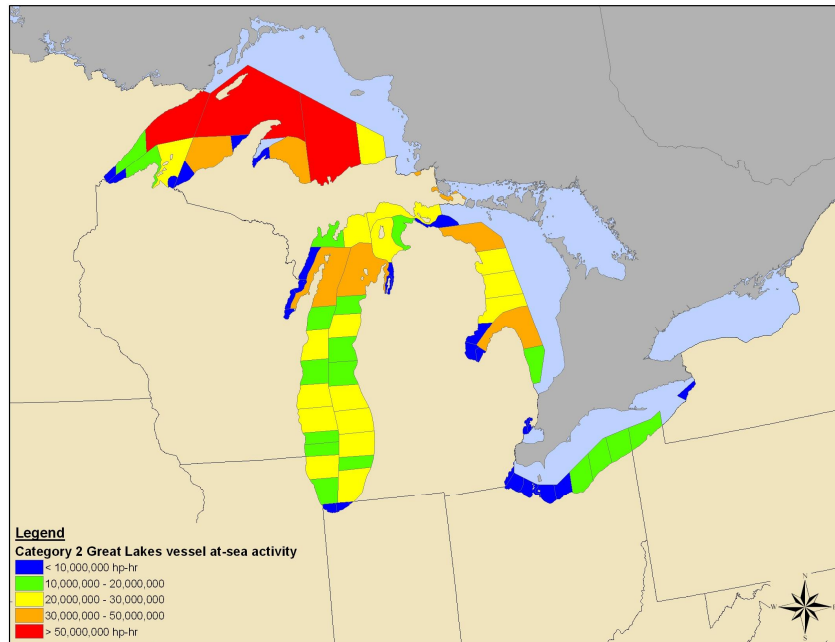 Legend
Category 2 Great Lakes vessel at-sea activity
< 10,000,000 hp-hr
10,000,000 - 20,000,000
20,000,000 - 30,000,000
30,000,000 - 50,000,000
> 50,000,000 hp-hr
N
W
E
S